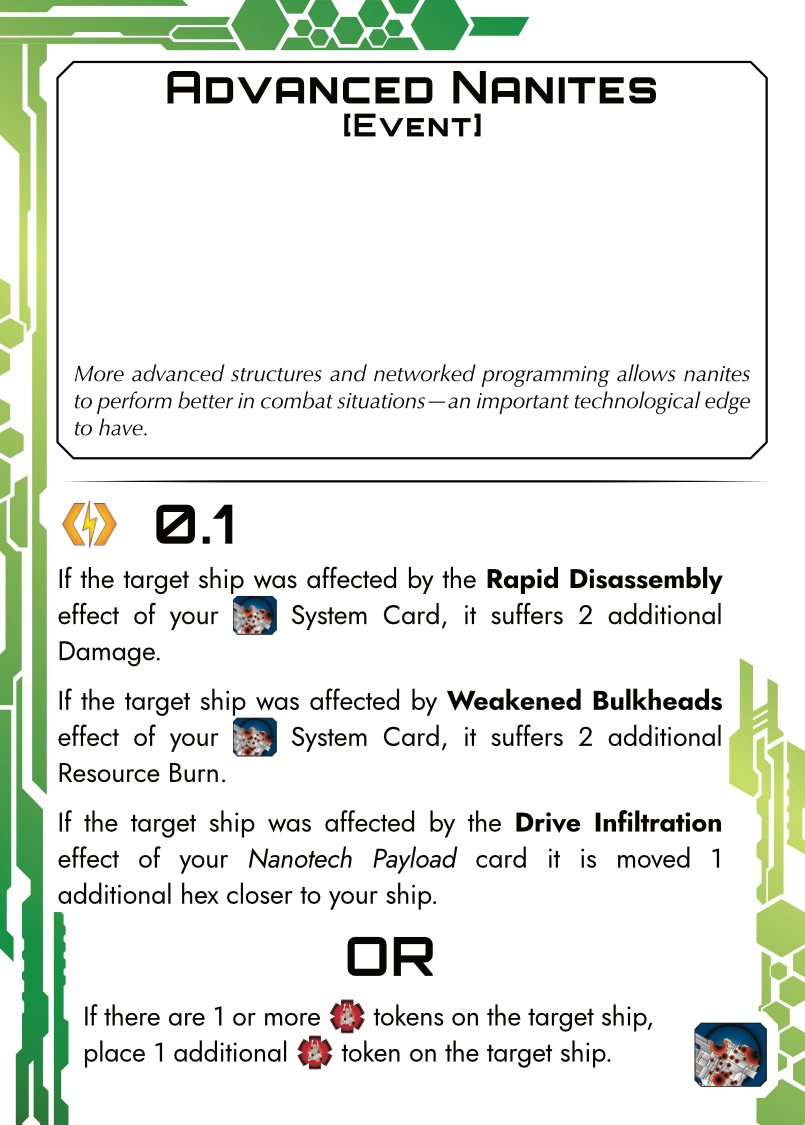 Advanced Nanites
[Event]
More advanced structures and networked programming allows nanites
to perform better in combat situations—an important technological edge
to have.
0.1
If the target ship was affected by the Rapid Disassembly
effect of your System Card, it suffers 2 additional
Damage.
If the target ship was affected by Weakened Bulkheads
effect of your System Card, it suffers 2 additional
Resource Burn.
If the target ship was affected by the Drive Infiltration
effect of your Nanotech Payload card it is moved 1
additional hex closer to your ship.
OR
If there are 1 or more tokens on the target ship,
place 1 additional token on the target ship.